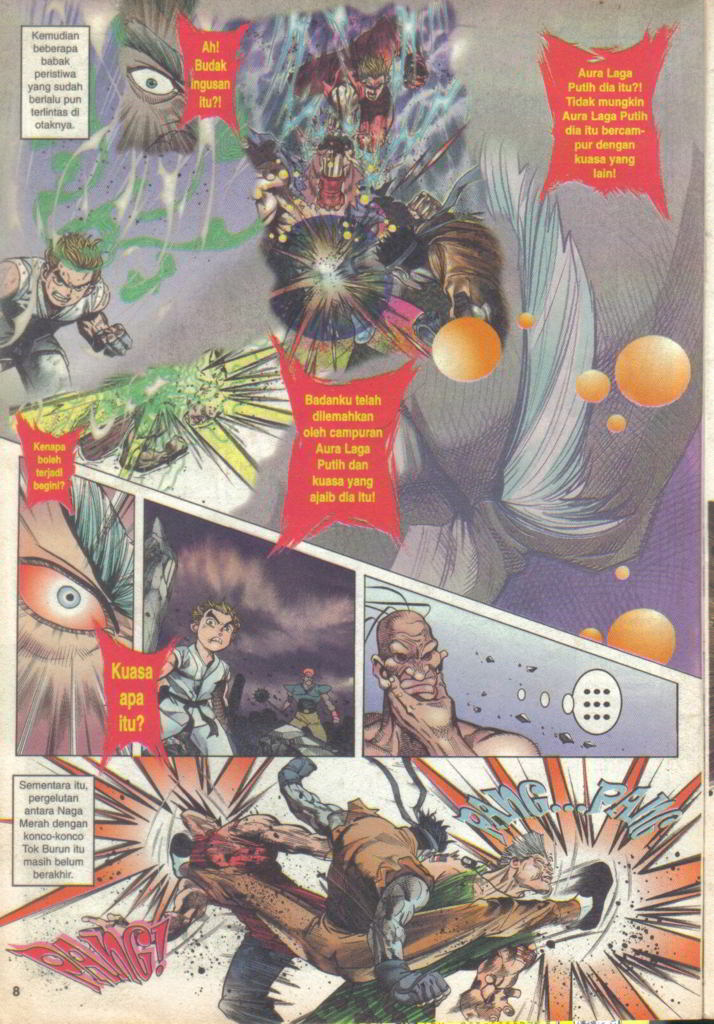 Kemudian
beberapa
babak
peristiwa
yang sudah
berlalu pun
terlintas di
otaknya.
Ah!
Budak
ingusan
itu?!
Aura Laga
Putih dia itu?!
Tidak mungkin
Aura Laga Putih
dia itu bercam-
pur dengan
kuasa yang
lain!
Badanku telah
dilemahkan
oleh campuran
Aura Laga
Putih dan
kuasa yang
ajaib dia itu!
Kenapa
boleh
terjadi
begini?
Kuasa
apa
itu?
Sementara itu,
pergelutan
antara Naga
Merah dengan
konco-konco
Tok Burun itu
masih belum
berakhir.
PANG...PANG
PANG!
8